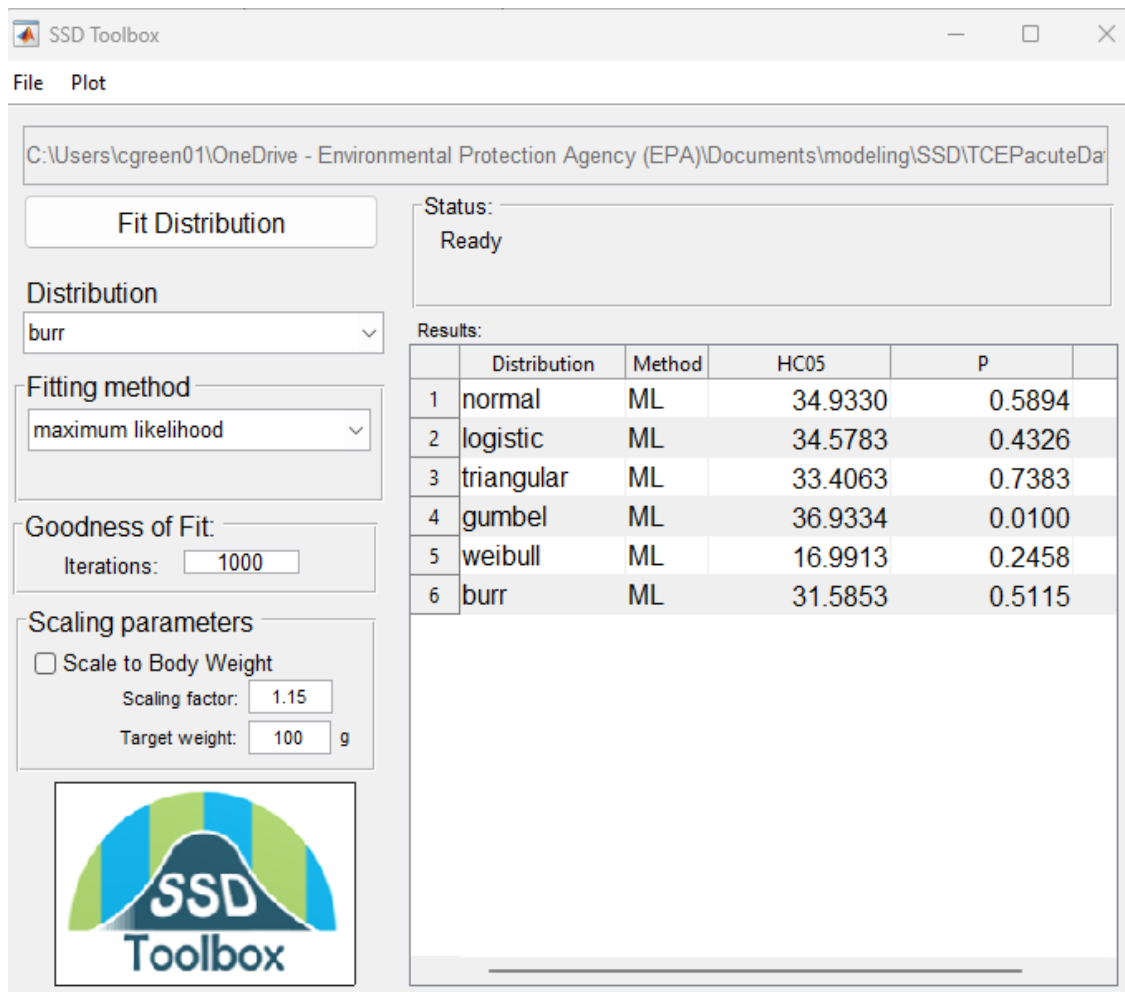 SSD Toolbox
File Plot
C:\Users\cgreen01\OneDrive - Environmental Protection Agency (EPA)\Documents\modeling\SSD\TCEPacuteDa
Fit Distribution
Status:
Ready
Distribution
burr
Fitting method
maximum likelihood
Goodness of Fit:
Iterations: 1000
Scaling parameters
Scale to Body Weight
Scaling factor: 1.15
Target weight: 100 g
SSD
Toolbox
Results:
Distribution Method HC05 P
1 normal ML 34.9330 0.5894
2 logistic ML 34.5783 0.4326
3 triangular ML 33.4063 0.7383
4 gumbel ML 36.9334 0.0100
5 weibull ML 16.9913 0.2458
6 burr ML 31.5853 0.5115